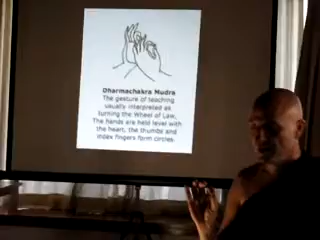 Dharmachakra Mudra
The gesture of teaching
usually interpreted as
turning the Wheel of Law.
The hands are held level with
the heart, the thumbs and
index fingers form circles.